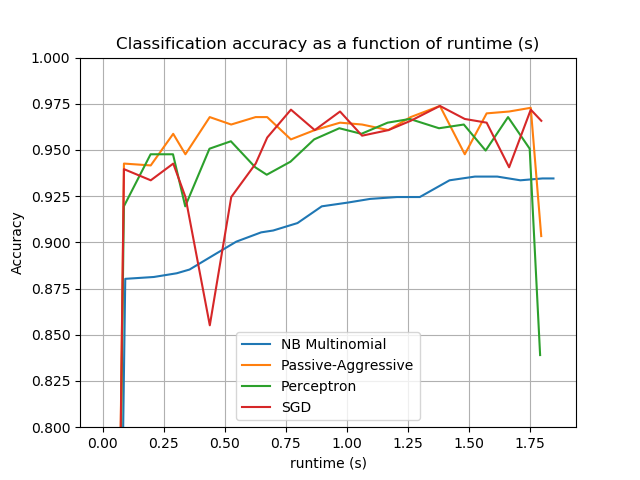 Classification accuracy as a function of runtime (s)
1.000
0.975
0.950
0.925
0.900
0.875
0.850
0.825
0.800
Accuracy
NB Multinomial
Passive-Aggressive
Perceptron
SGD
0.00 0.25 0.50 0.75 1.00 1.25 1.50 1.75
runtime (s)